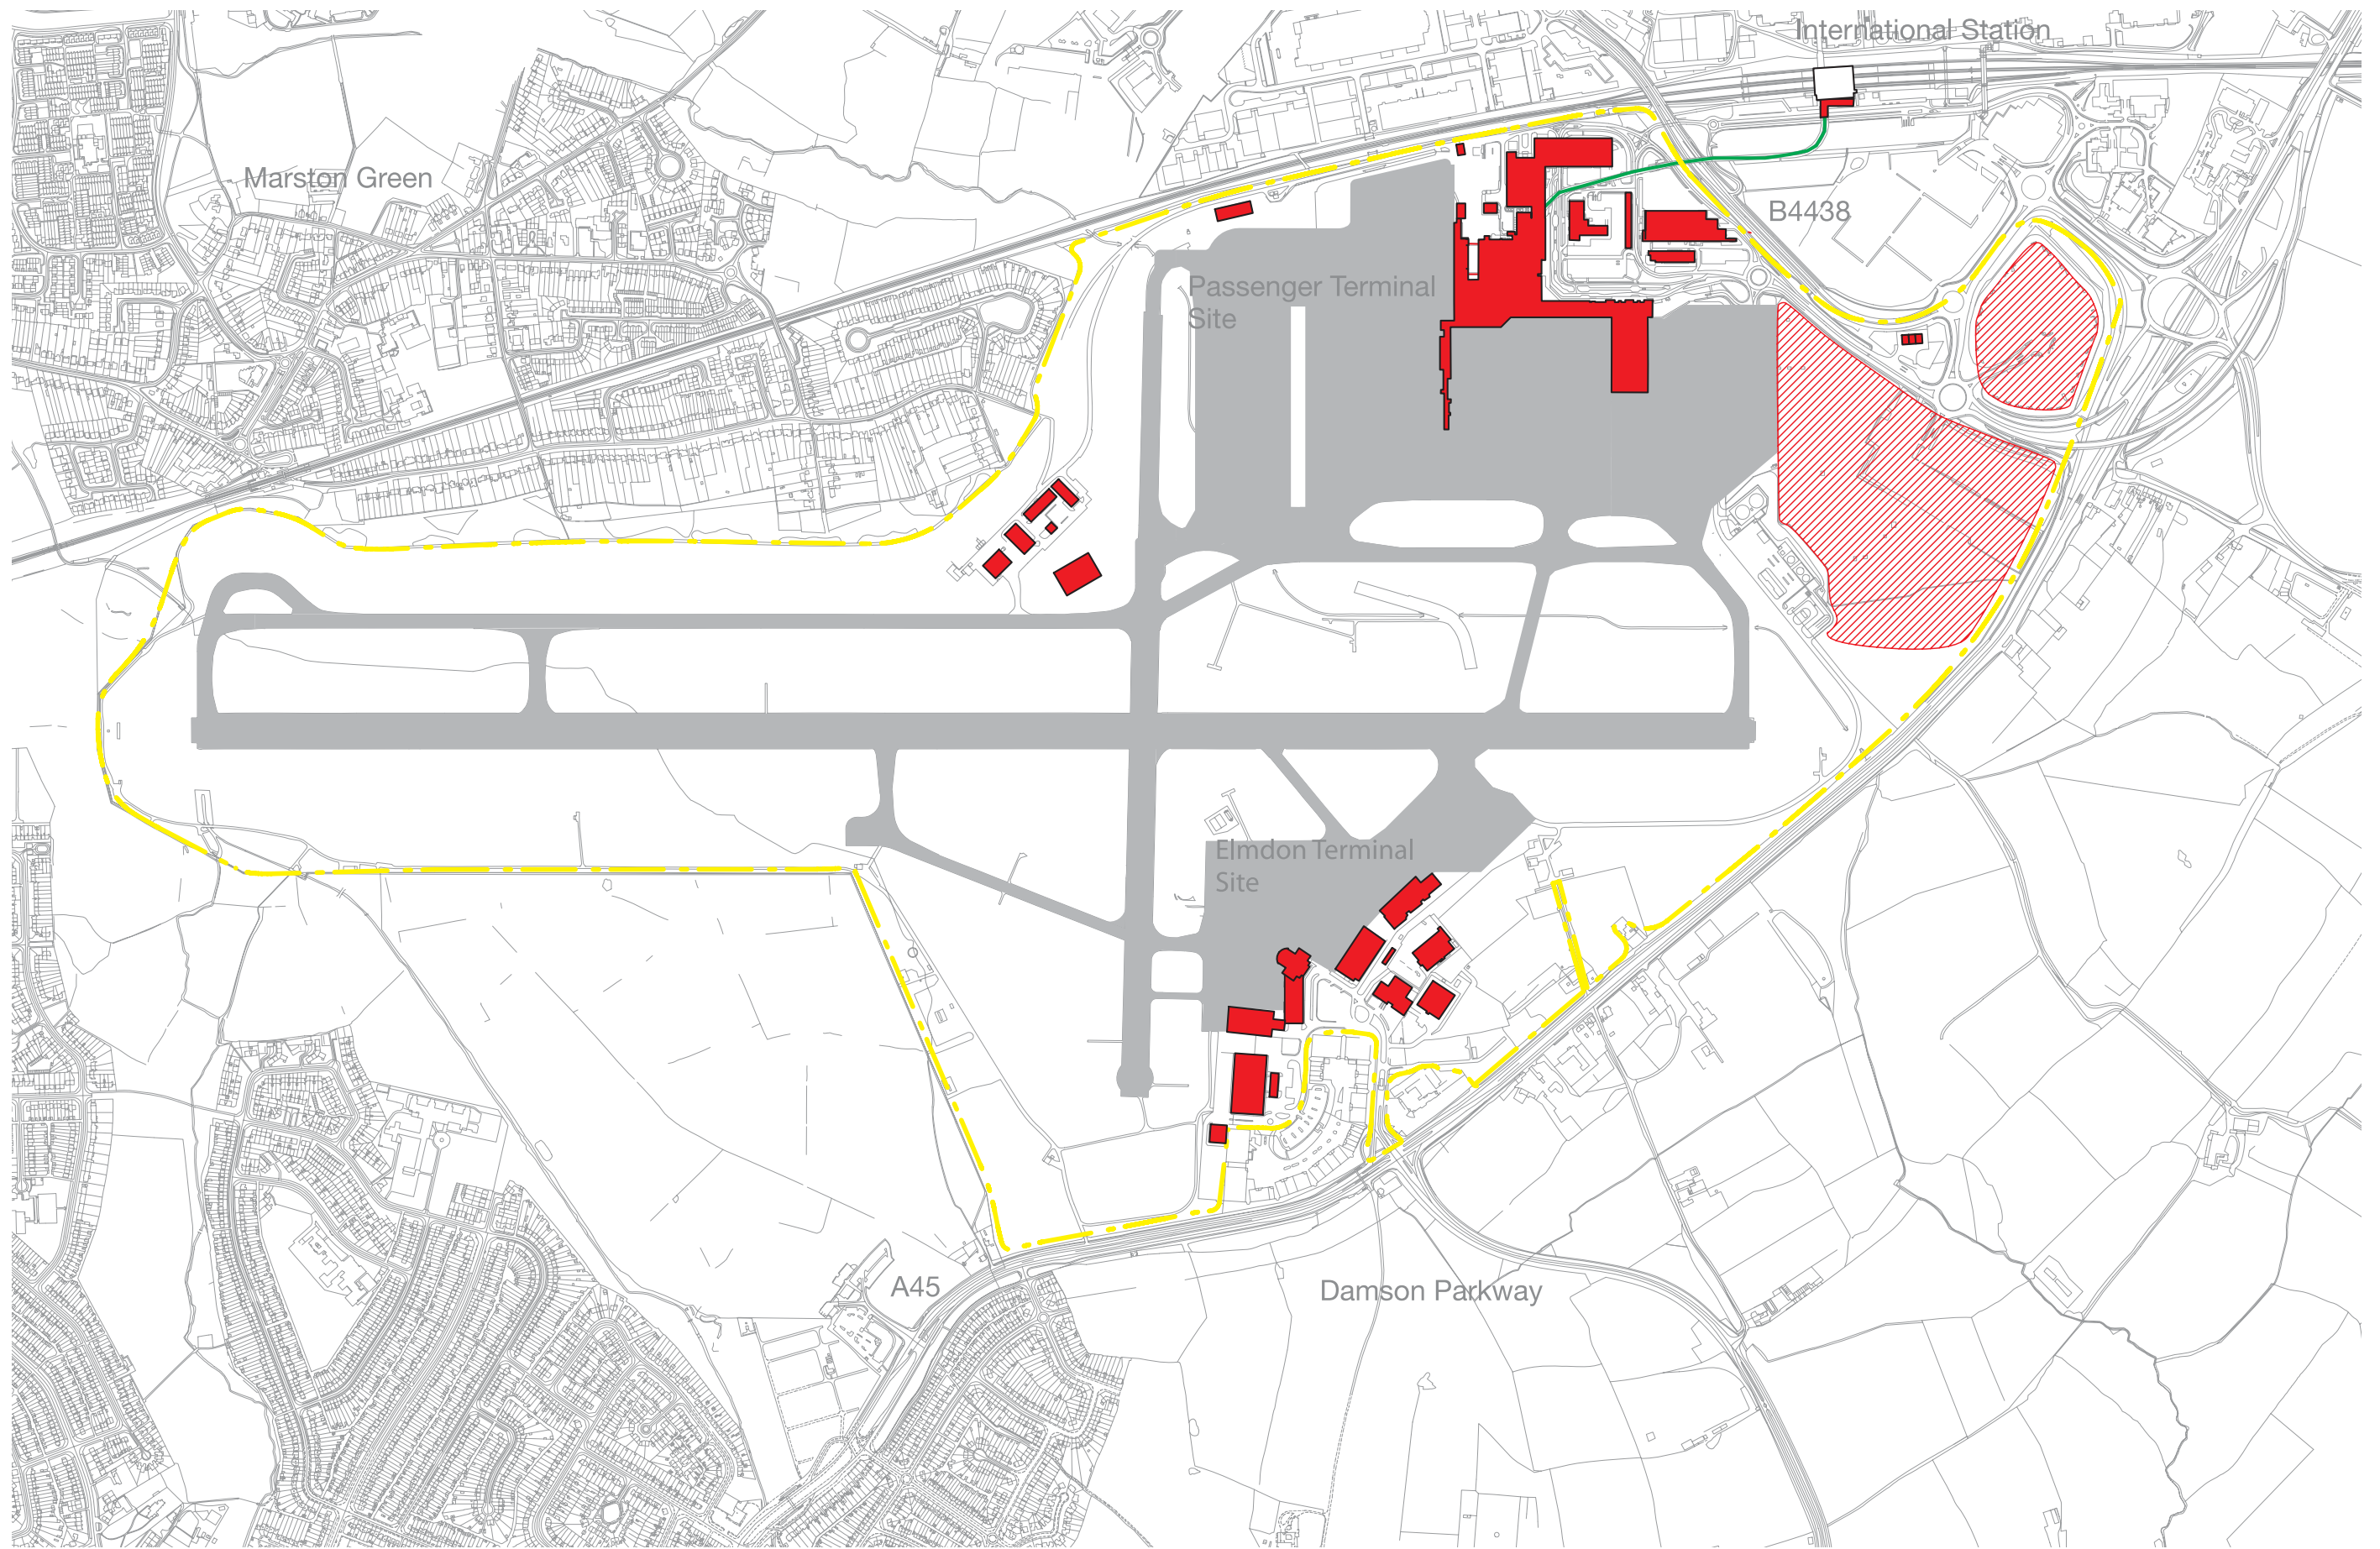 International Station
Marston Green
B4438
Passenger Terminal
Site
Elmdon Terminal
Site
A45
Damson Parkway